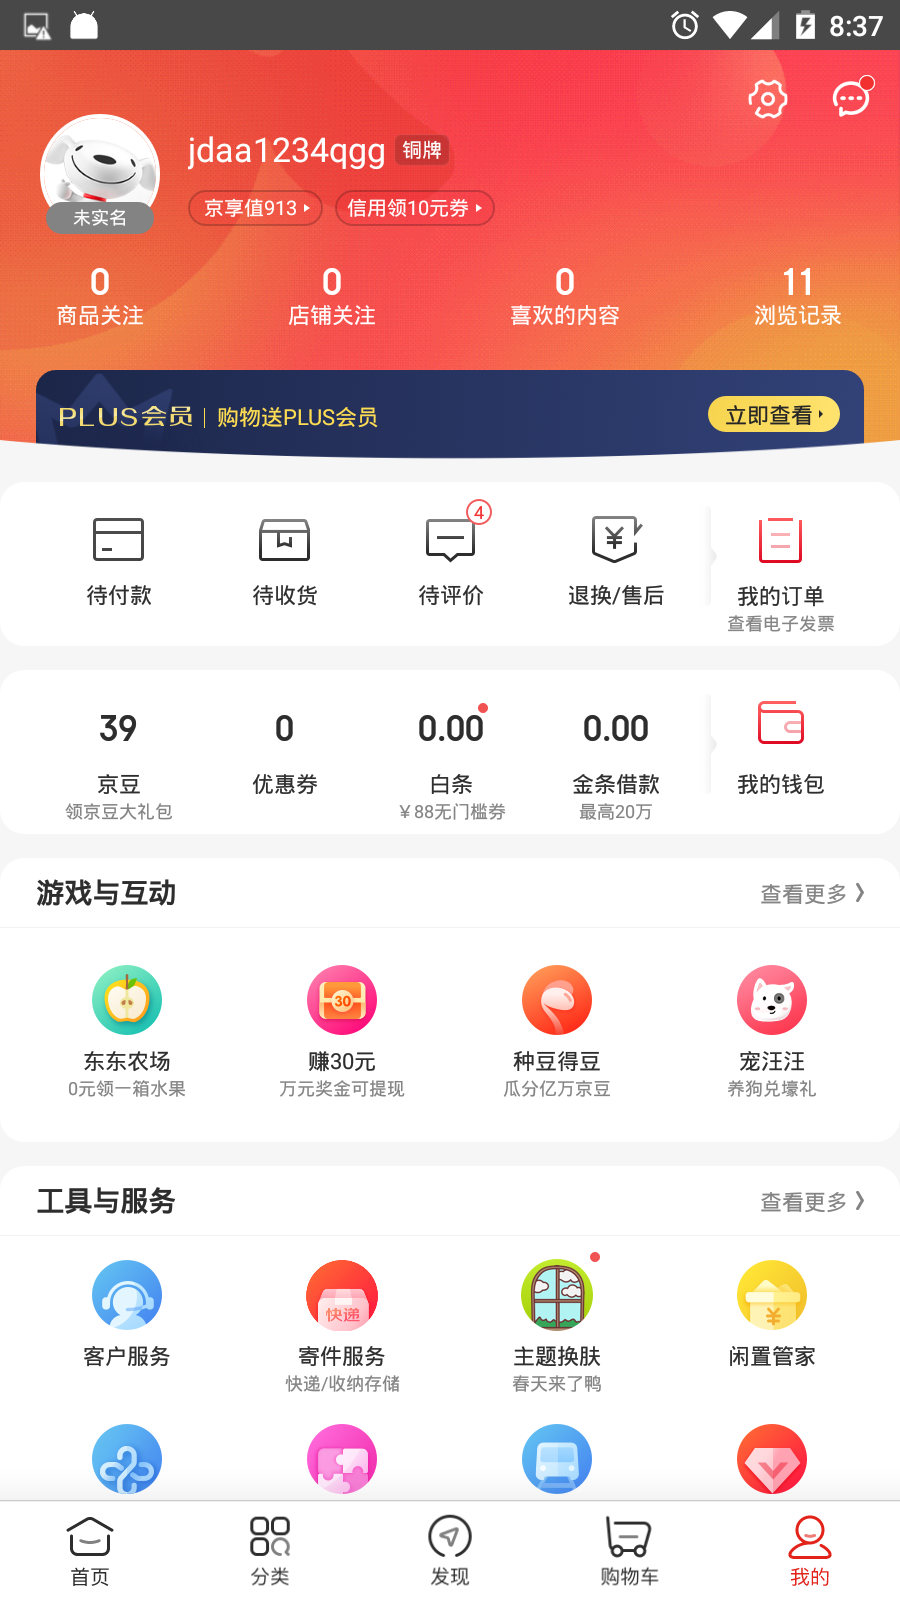 8:37
jdaa1234qgg 铜牌
未实名
京享值913 信用领10元券
0 0 0 11
商品关注 店铺关注 喜欢的内容 浏览记录
PLUS会员 | 购物送PLUS会员 立即查看
4
待付款 待收货 待评价 退换/售后 我的订单
查看电子发票
39 0 0.00 0.00
京豆 优惠券 白条 金条借款 我的钱包
领京豆大礼包 ¥88无门槛券 最高20万
游戏与互动 查看更多
30
东东农场 赚30元 种豆得豆 宠汪汪
0元领一箱水果 万元奖金可提现 瓜分亿万京豆 养狗兑壕礼
工具与服务 查看更多
快递
客户服务 寄件服务 主题换肤 闲置管家
快递/收纳存储 春天来了鸭
首页 分类 发现 购物车 我的